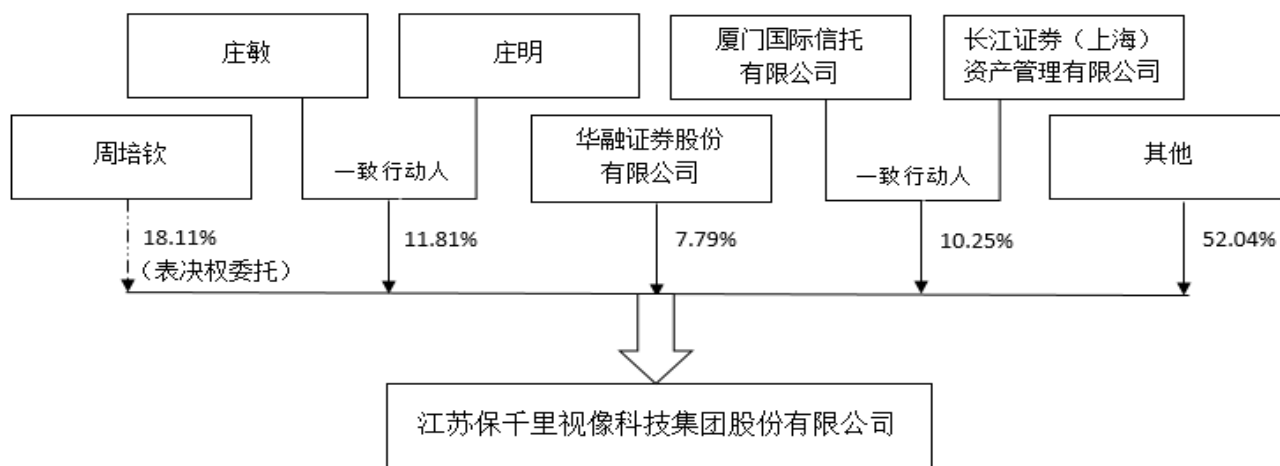 庄敏
庄明
厦门国际信托
有限公司
长江证券（上海）
资产管理有限公司
周培钦
一致行动人
华融证券股份
有限公司
一致行动人
其他
18.11%
（表决权委托）
11.81%
7.79%
10.25%
52.04%
江苏保千里视像科技集团股份有限公司